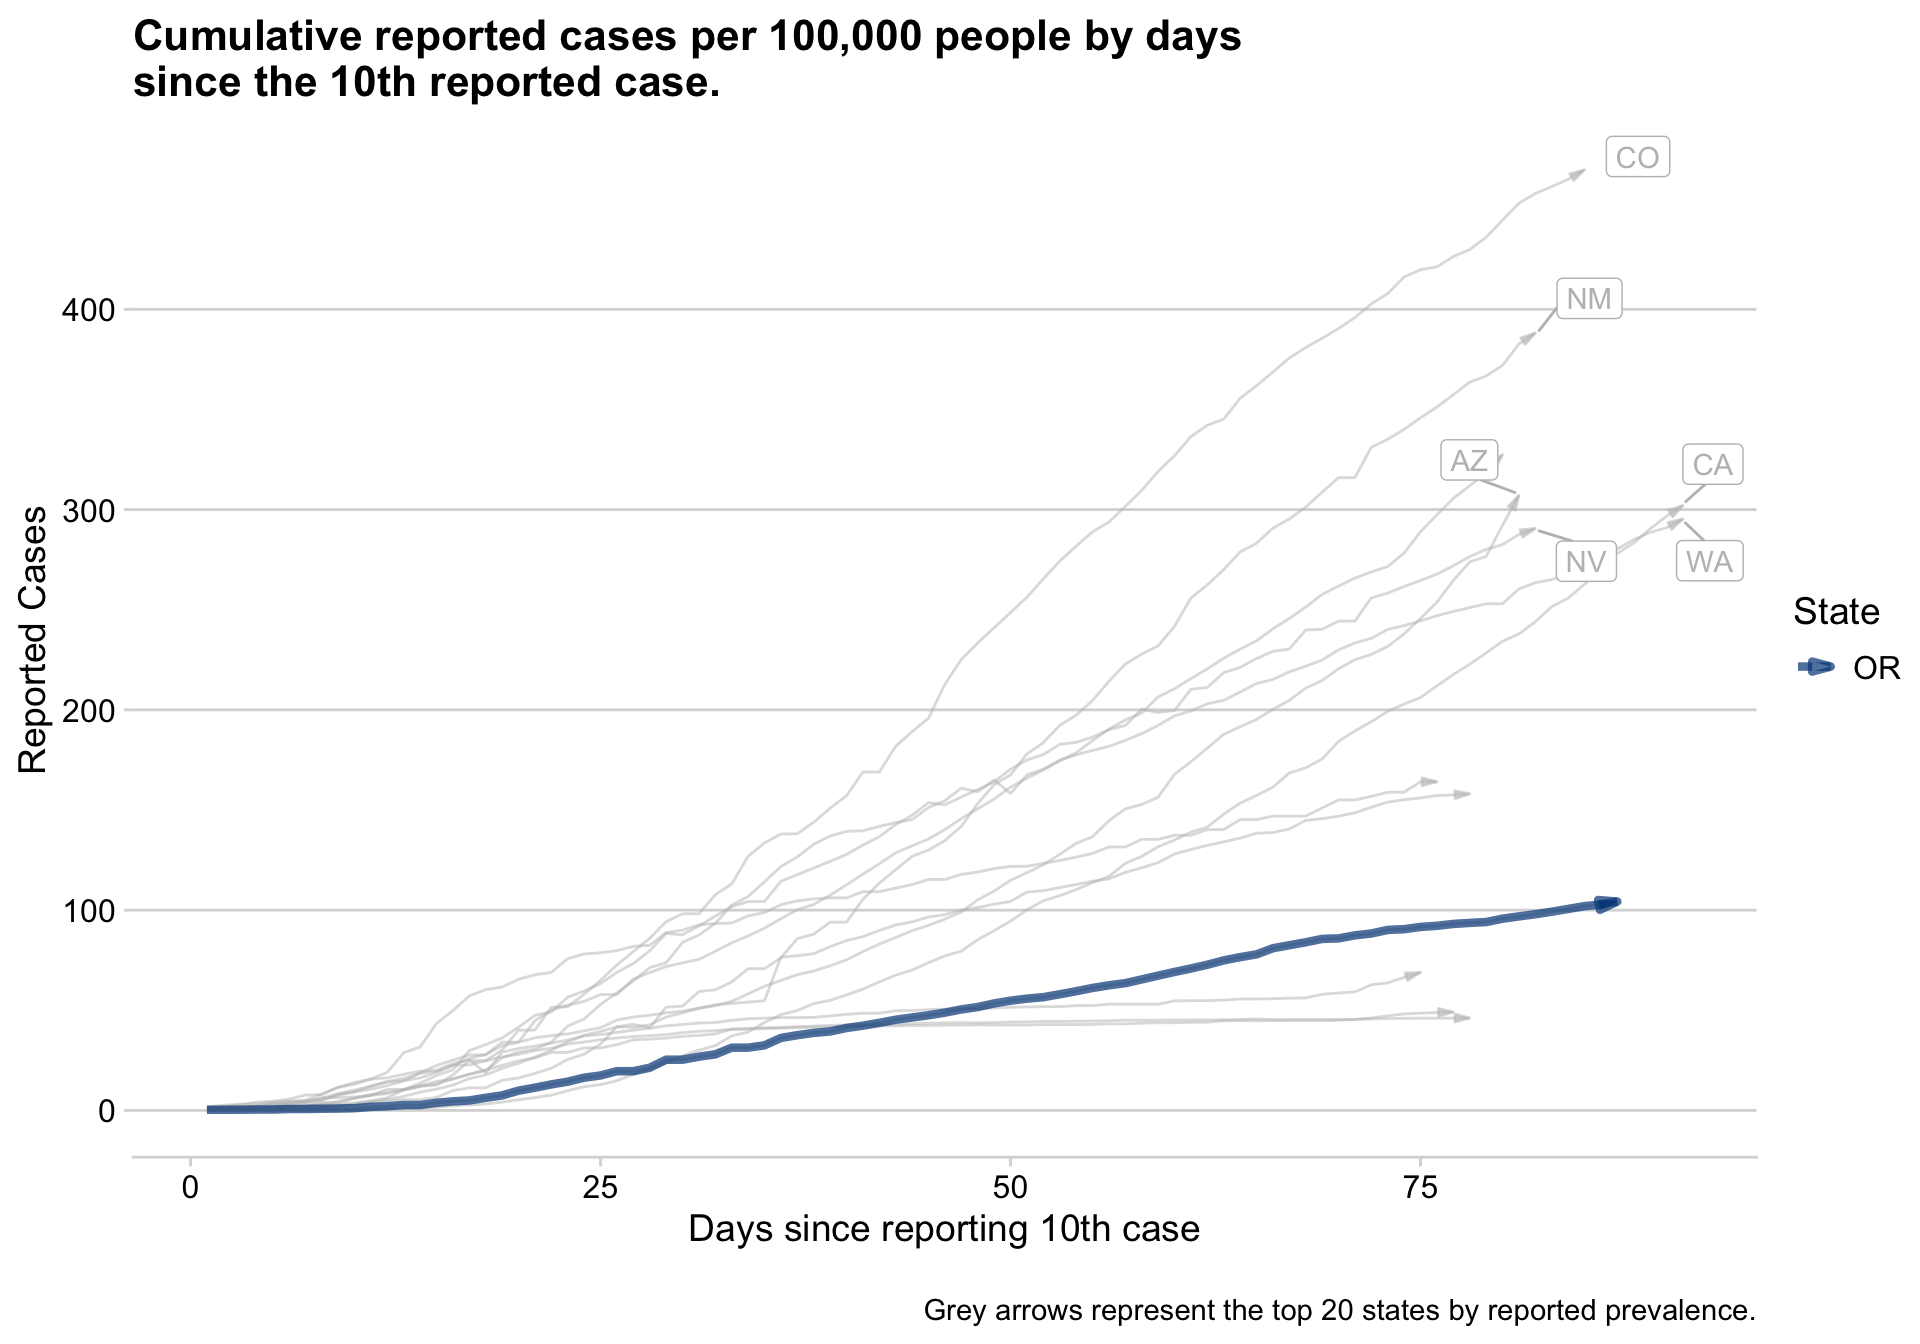 Cumulative reported cases per 100,000 people by days
since the 10th reported case.
CO
NM
AZ
CA
NV
WA
400
300
200
100
0
Reported Cases
0
25
50
75
Days since reporting 10th case
State
OR
Grey arrows represent the top 20 states by reported prevalence.